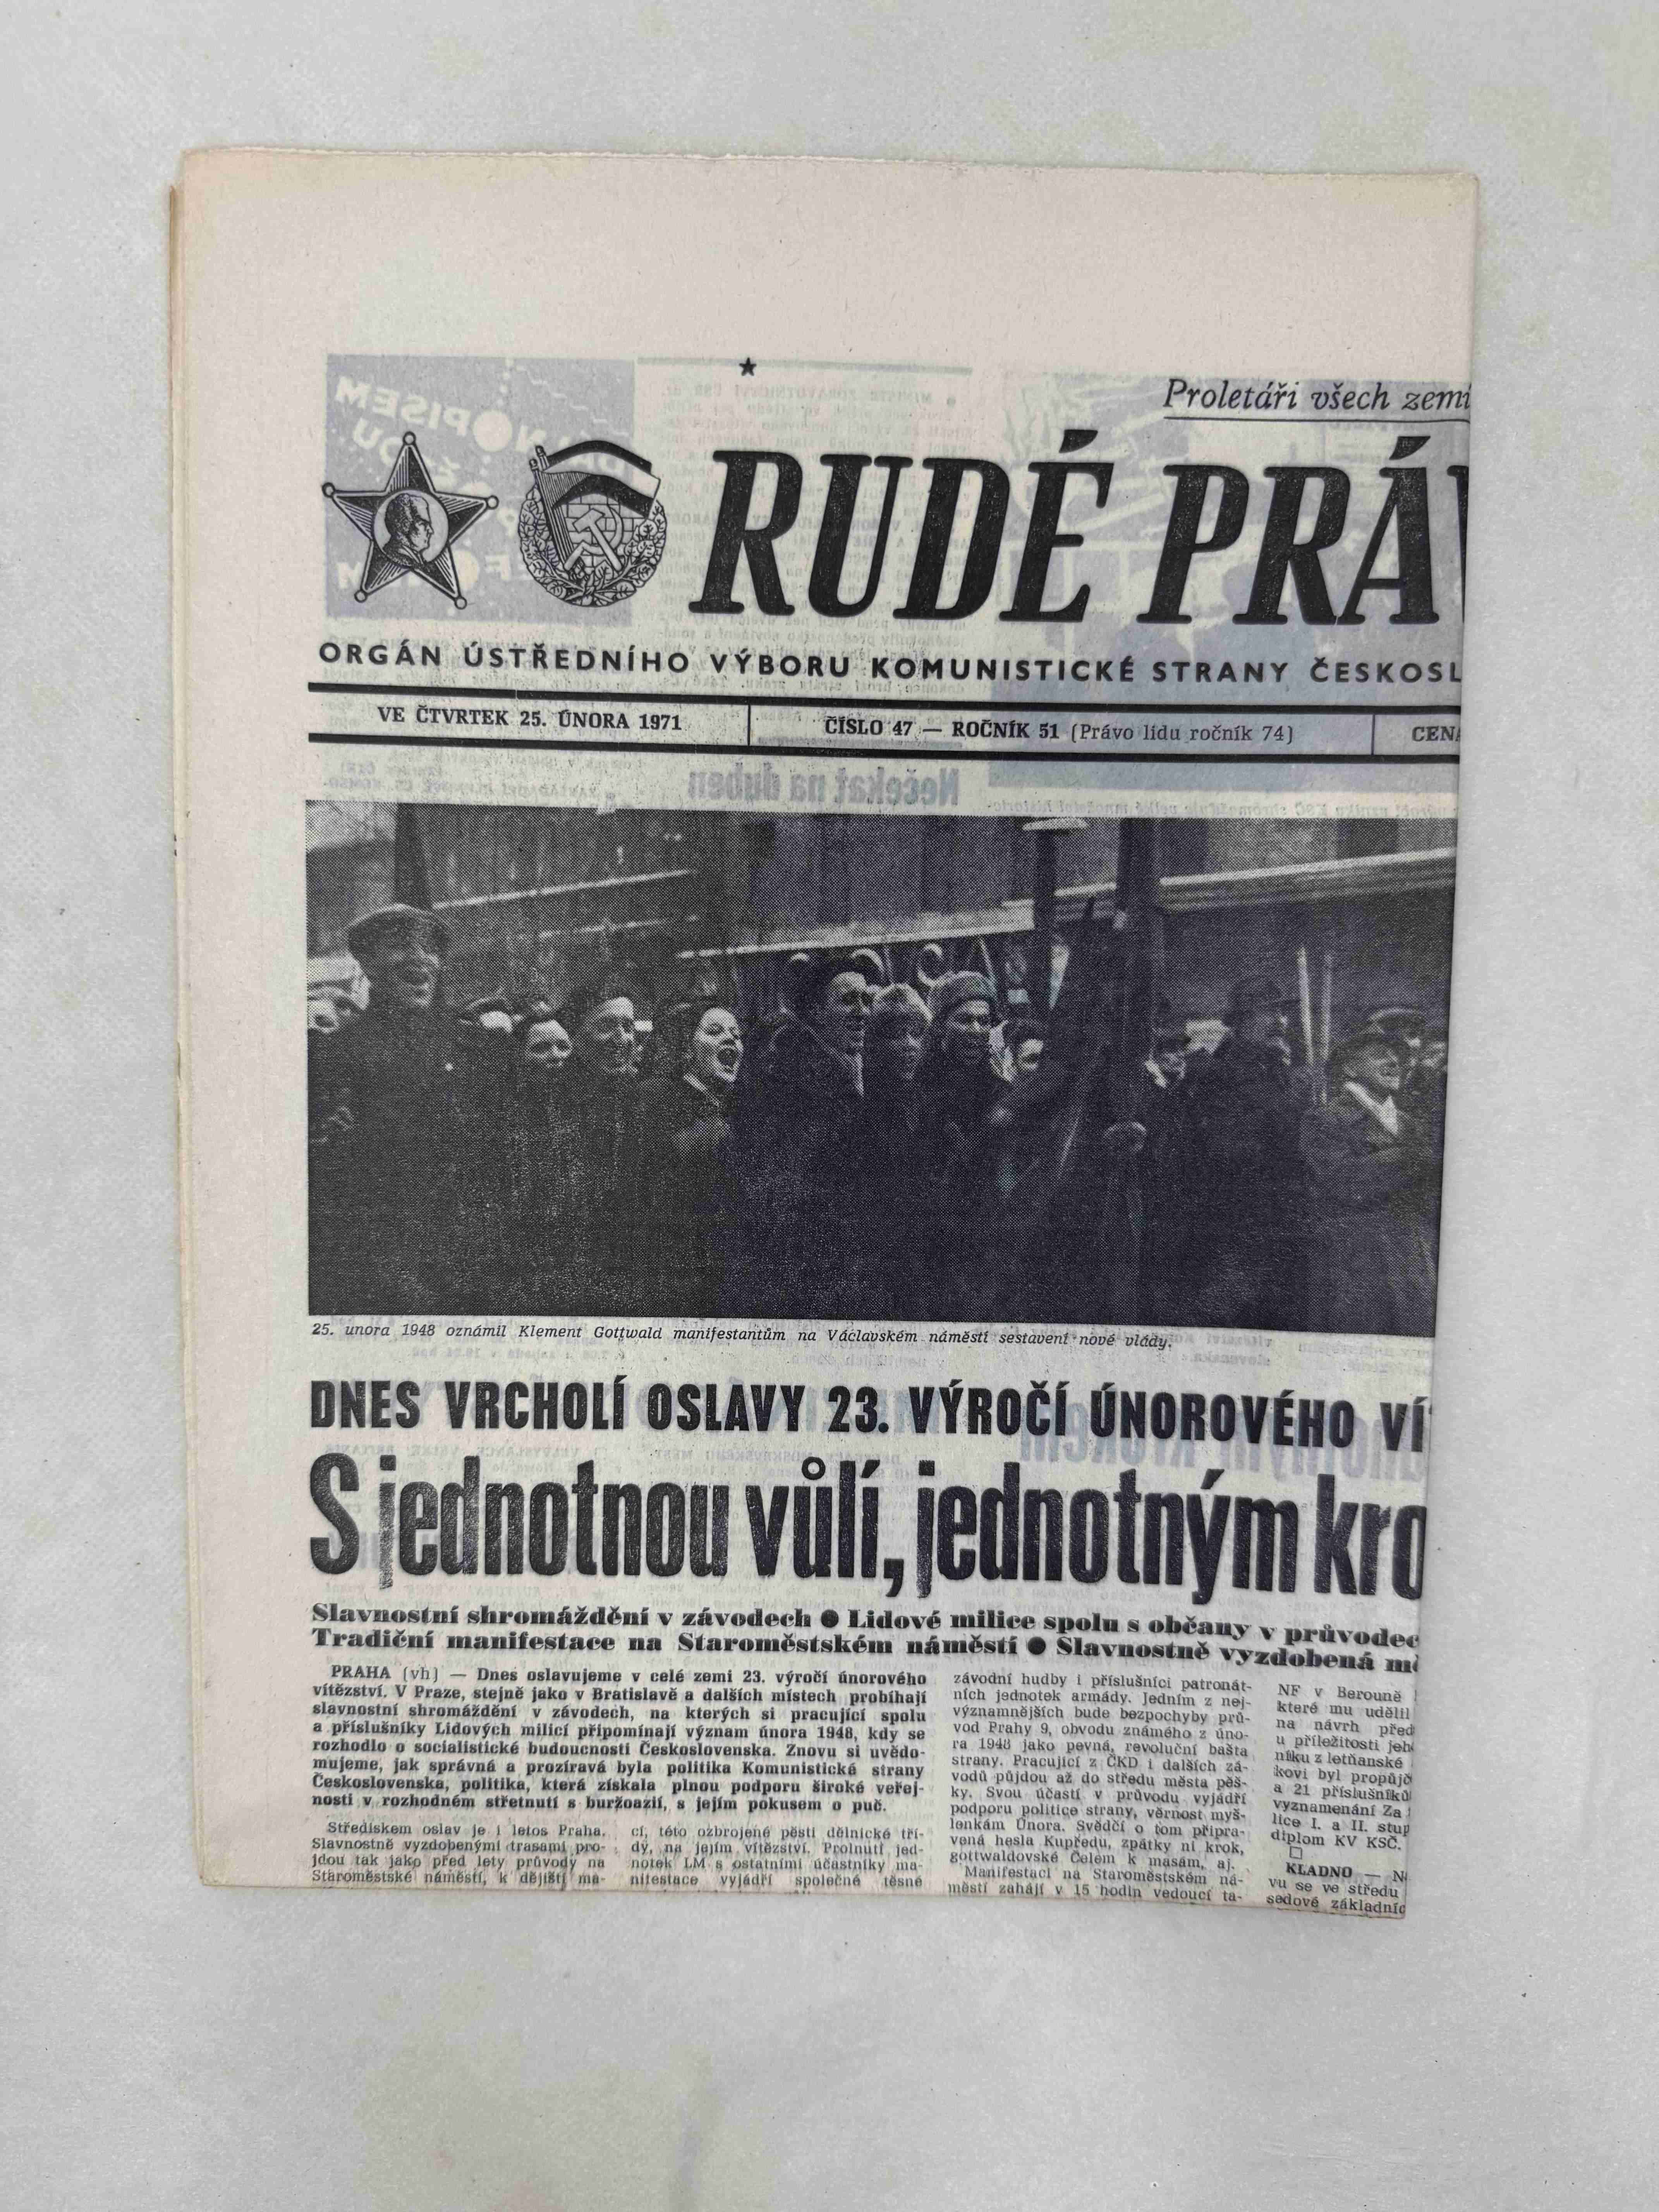 Proletáři všech zemí
RUDÉ PRÁV
ORGÁN ÚSTŘEDNÍHO VÝBORU KOMUNISTICKÉ STRANY ČESKOSL
VE ČTVRTEK 25. ÚNORA 1971
ČÍSLO 47 — ROČNÍK 51 (Právo lidu ročník 74)
CENA
25. února 1948 oznámil Klement Gottwald manifestantům na Václavském náměstí sestavení nové vlády.
DNES VRCHOLÍ OSLAVY 23. VÝROČÍ ÚNOROVÉHO VÍ
S jednotnou vůlí, jednotným kro
Slavnostní shromáždění v závodech ● Lidové milice spolu s občany v průvodec
Tradiční manifestace na Staroměstském náměstí ● Slavnostně vyzdobená mě
PRAHA (vh) — Dnes oslavujeme v celé zemi 23. výročí únorového
vítězství. V Praze, stejně jako v Bratislavě a dalších místech probíhají
slavnostní shromáždění v závodech, na kterých si pracující spolu
a příslušníky Lidových milicí připomínají význam února 1948, kdy se
rozhodlo o socialistické budoucnosti Československa. Znovu si uvědo-
mujeme, jak správná a prozíravá byla politika Komunistické strany
Československa, politika, která získala plnou podporu široké veřej-
nosti v rozhodném střetnutí s buržoazií, s jejím pokusem o puč.
Střediskem oslav je i letos Praha.
Slavnostně vyzdobenými trasami pro-
jdou tak jako před lety průvody na
Staroměstské náměstí, k dějišti ma-
cí, této ozbrojené pěsti dělnické tří-
dy, na jejím vítězství. Prolnutí jed-
notek LM s ostatními účastníky ma-
nifestace vyjádří společné těsné
závodní hudby i příslušníci patronát-
ních jednotek armády. Jedním z nej-
významnějších bude bezpochyby prů-
vod Prahy 9, obvodu známého z úno-
ra 1948 jako pevná, revoluční bašta
strany. Pracující z ČKD i dalších zá-
vodů půjdou až do středu města pěš-
ky. Svou účastí v průvodu vyjádří
podporu politice strany, věrnost myš-
lenkám Února. Svědčí o tom připra-
vená hesla Kupředu, zpátky ni krok,
gottwaldovské Čelem k masám, aj.
Manifestaci na Staroměstském ná-
městí zahájí v 15 hodin vedoucí ta-
NF v Berouně
které mu udělil
na návrh před
u příležitosti jeh
níku z letňanské
kovi byl propůjč
a 21 příslušníků
vyznamenání Za
lice I. a II. stup
diplom KV KSČ.
KLADNO — N
vu se ve středu
sedové základníc